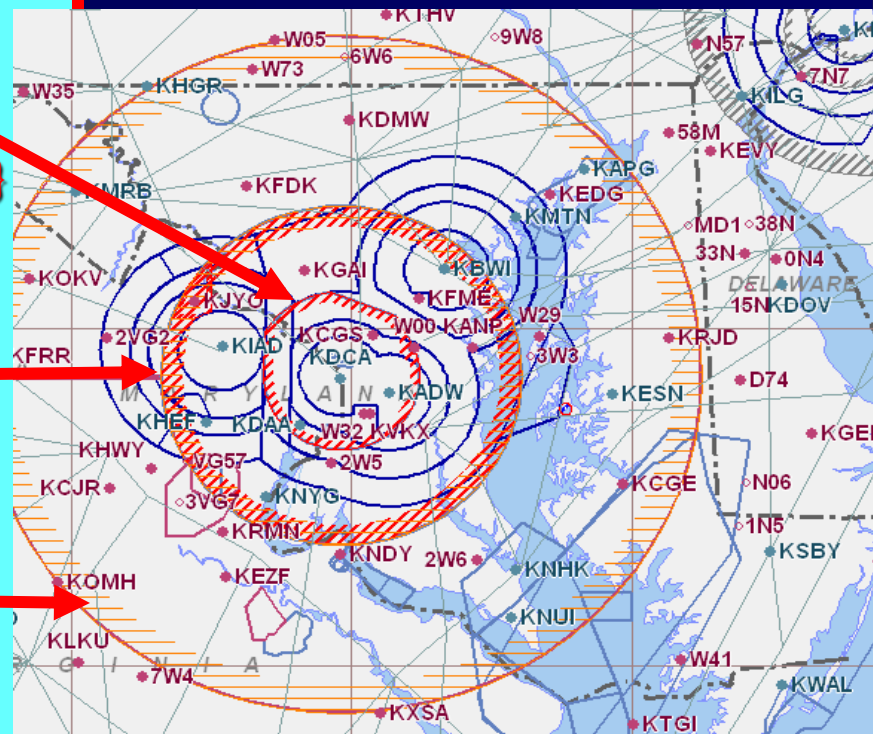 KTHV
W05
9W8
6W6
N57
W73
7N7
KHGR
W35
KILG
KDMW
58M
KEVY
KAPG
KFDK
KMRB
KEDG
KMTN
MD1
38N
33N
0N4
KOKV
KGAI
KBWI
DELAWARE
KJYO
KFME
15N
KDOV
2VG2
KCGS
W00
KANP
W29
KRJD
KFRR
KIAD
KDCA
3W3
D74
MARYLAN
KADW
KESN
KHEF
KDAA
W32
KVKX
KHWY
VG57
2W5
KCJR
3VG7
KNYG
KCGE
N06
KRMN
1N5
KNDY
2W6
KSBY
KOMH
KEZF
KNHK
KNUI
KLKU
RGINIA
W41
7W4
KWAL
KXSA
KTGI